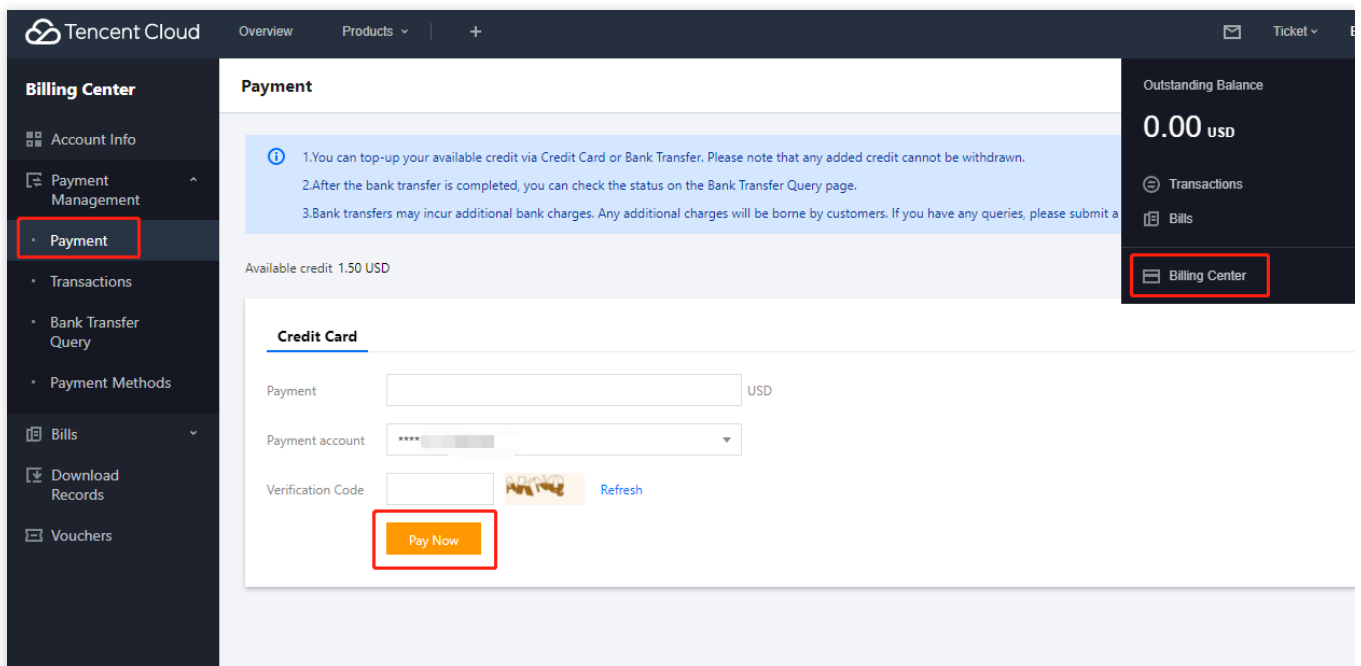 Tencent Cloud
Overview
Products
+
Ticket
Billing Center
Account Info
Payment
Management
Payment
Transactions
Bank Transfer
Query
Payment Methods
Bills
Download
Records
Vouchers
Payment
1.You can top-up your available credit via Credit Card or Bank Transfer. Please note that any added credit cannot be withdrawn.
2.After the bank transfer is completed, you can check the status on the Bank Transfer Query page.
3.Bank transfers may incur additional bank charges. Any additional charges will be borne by customers. If you have any queries, please submit a
Available credit 1.50 USD
Credit Card
Payment
USD
Payment account
****
Verification Code
Refresh
Pay Now
Outstanding Balance
0.00 USD
Transactions
Bills
Billing Center